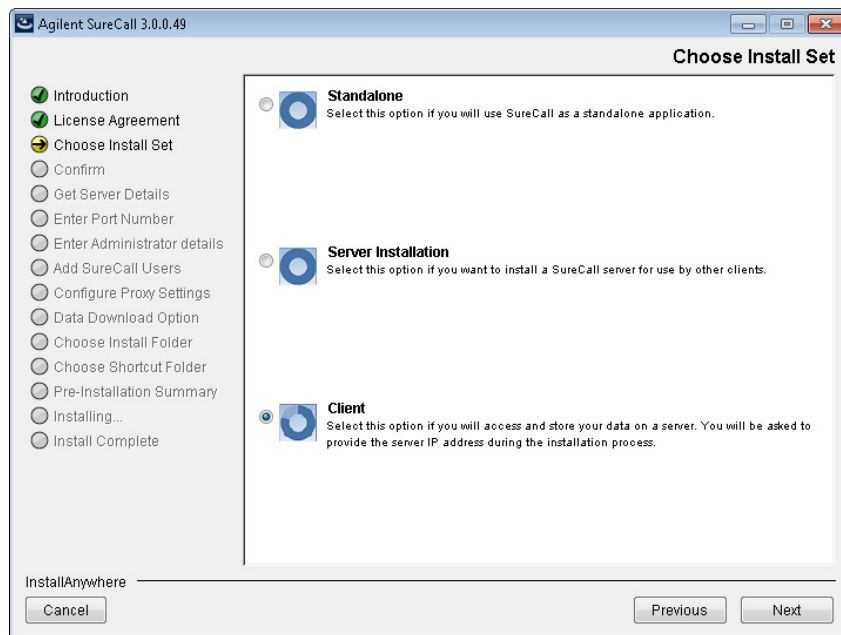 Agilent SureCall 3.0.0.49
Choose Install Set
Introduction
License Agreement
Choose Install Set
Confirm
Get Server Details
Enter Port Number
Enter Administrator details
Add SureCall Users
Configure Proxy Settings
Data Download Option
Choose Install Folder
Choose Shortcut Folder
Pre-Installation Summary
Installing...
Install Complete
Standalone
Select this option if you will use SureCall as a standalone application.
Server Installation
Select this option if you want to install a SureCall server for use by other clients.
Client
Select this option if you will access and store your data on a server. You will be asked to
provide the server IP address during the installation process.
InstallAnywhere
Cancel
Previous
Next